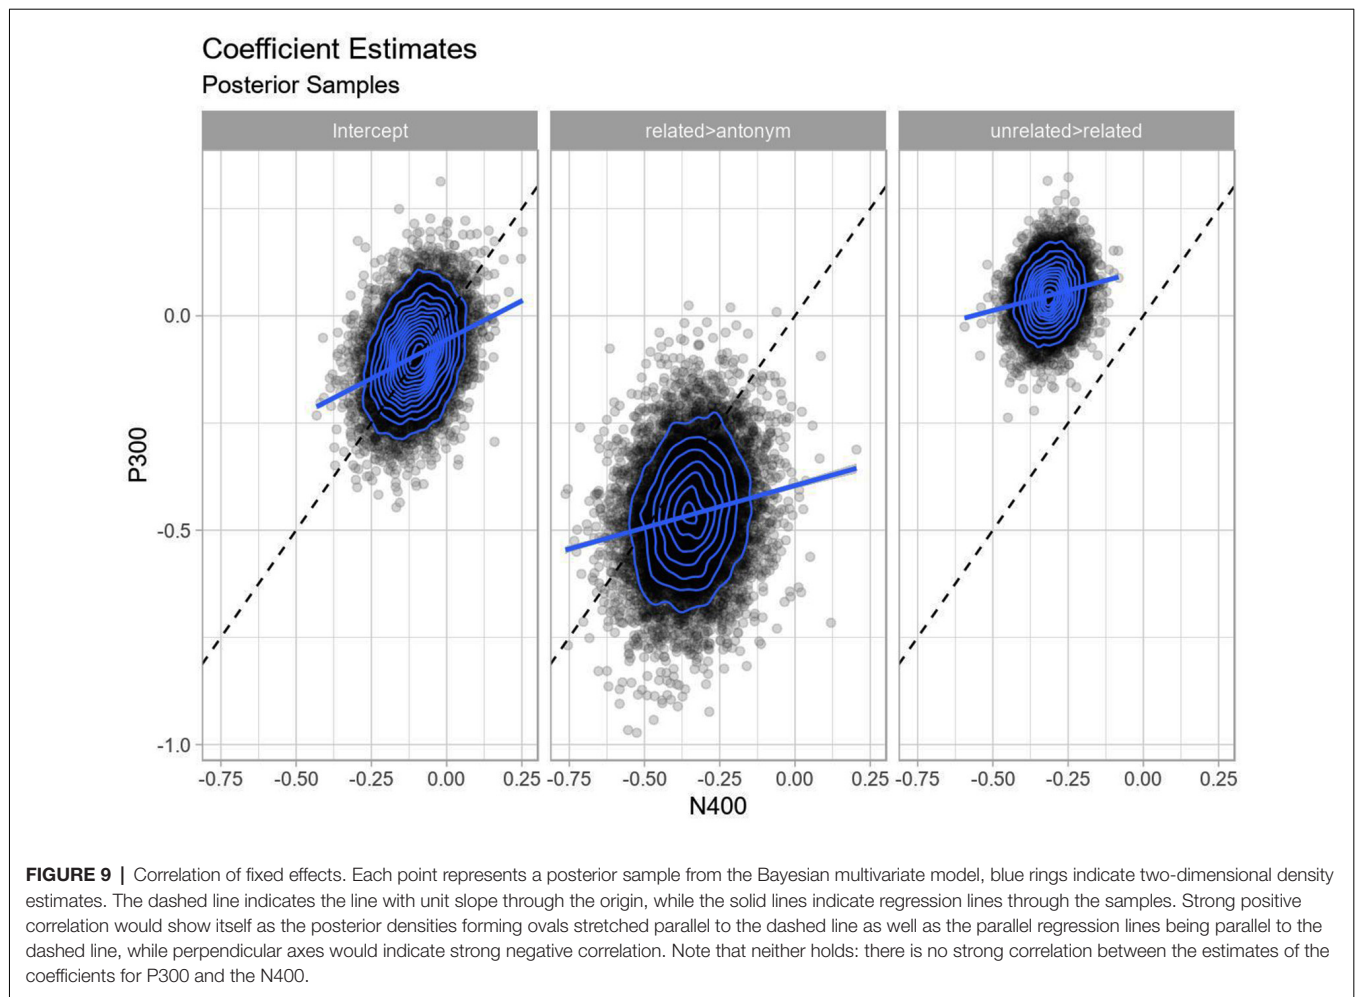 Coefficient Estimates
Posterior Samples
Intercept related>antonym unrelated>related
0.0
-0.5
-1.0
P300
-0.75 -0.50 -0.25 0.00 0.25 -0.75 -0.50 -0.25 0.00 0.25 -0.75 -0.50 -0.25 0.00 0.25
N400
FIGURE 9 | Correlation of fixed effects. Each point represents a posterior sample from the Bayesian multivariate model, blue rings indicate two-dimensional density
estimates. The dashed line indicates the line with unit slope through the origin, while the solid lines indicate regression lines through the samples. Strong positive
correlation would show itself as the posterior densities forming ovals stretched parallel to the dashed line as well as the parallel regression lines being parallel to the
dashed line, while perpendicular axes would indicate strong negative correlation. Note that neither holds: there is no strong correlation between the estimates of the
coefficients for P300 and the N400.